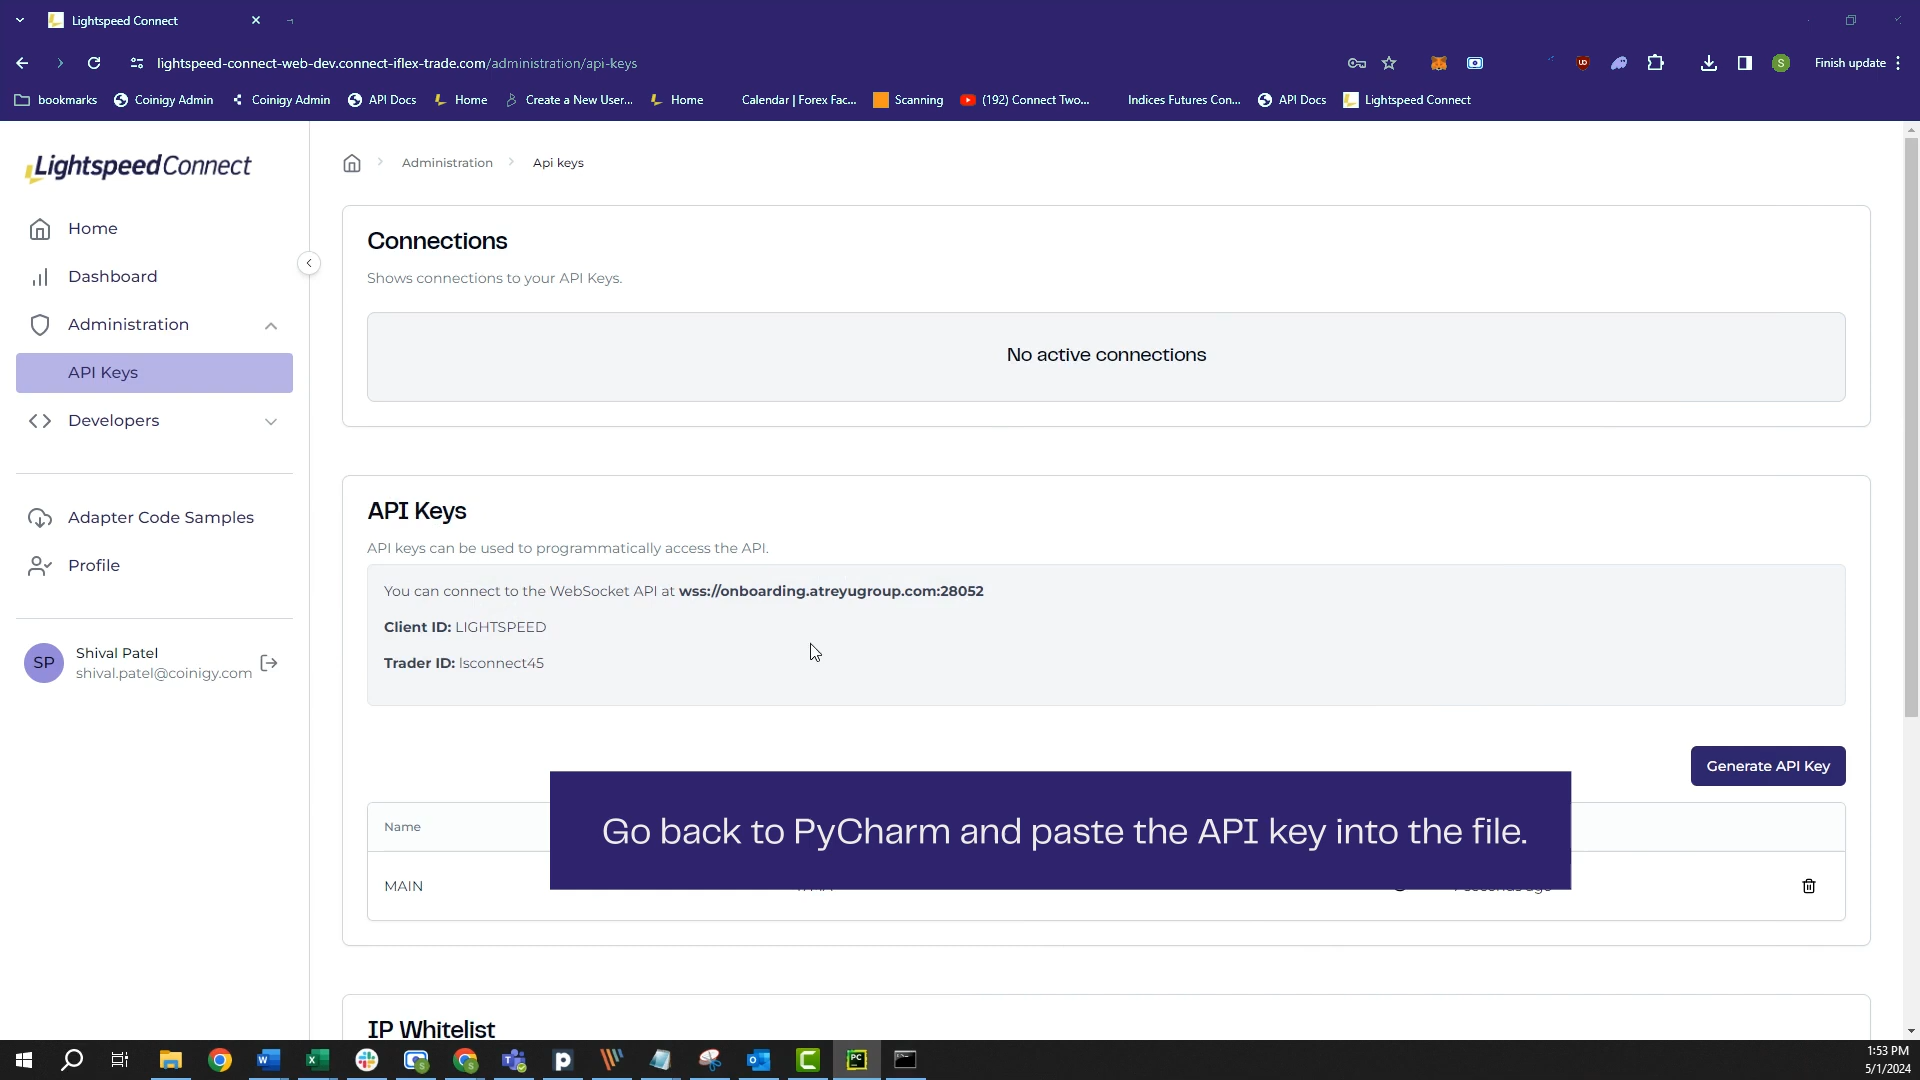 Lightspeed Connect
lightspeed-connect-web-dev.connect-iflex-trade.com/administration/api-keys
Finish update
bookmarks Coinigy Admin Coinigy Admin API Docs Home Create a New User... Home Calendar | Forex Fac... Scanning (192) Connect Two... Indices Futures Con... API Docs Lightspeed Connect
Lightspeed Connect
Home
Dashboard
Administration
API Keys
Developers
Adapter Code Samples
Profile
SP
Shival Patel
shival.patel@coinigy.com
Administration Api keys
Connections
Shows connections to your API Keys.
No active connections
API Keys
API keys can be used to programmatically access the API.
You can connect to the WebSocket API at wss://onboarding.atreyugroup.com:28052
Client ID: LIGHTSPEED
Trader ID: lsconnect45
Generate API Key
Name
Go back to PyCharm and paste the API key into the file.
MAIN
IP Whitelist
1:53 PM
5/1/2024